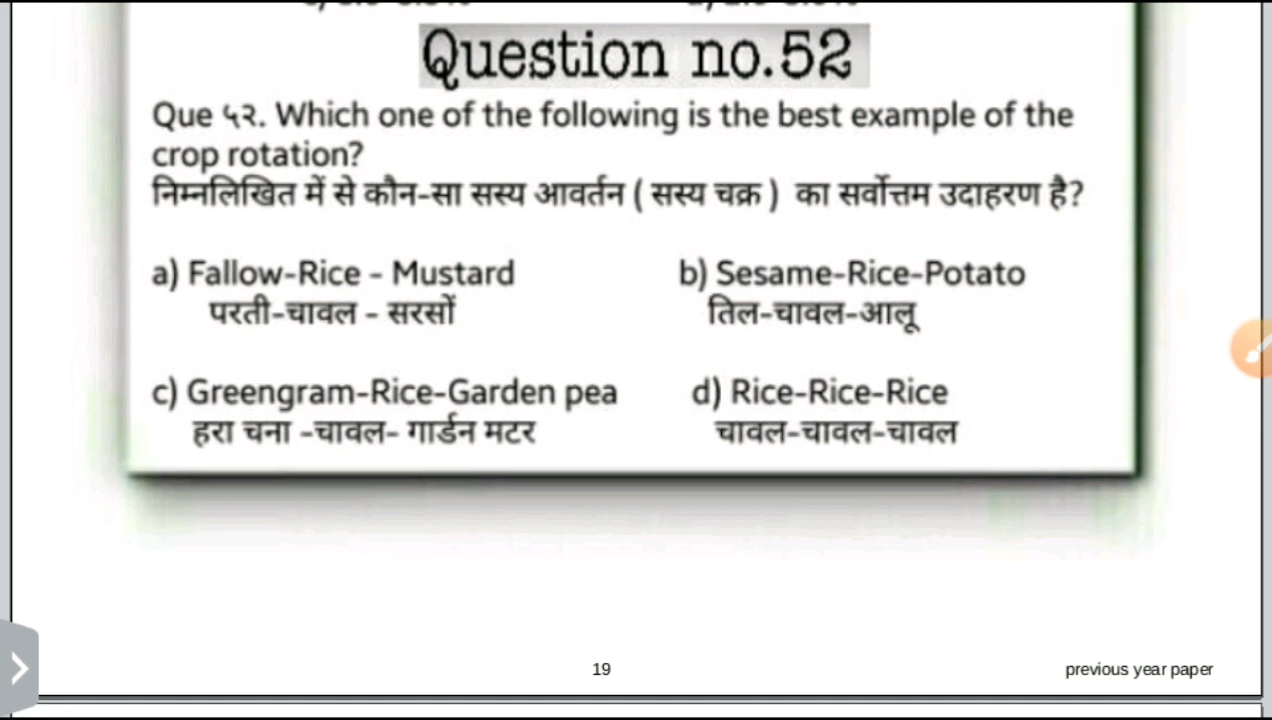 Question no.52
Que ५२. Which one of the following is the best example of the
crop rotation?
निम्नलिखित में से कौन-सा सस्य आवर्तन ( सस्य चक्र ) का सर्वोत्तम उदाहरण है?
a) Fallow-Rice - Mustard
परती-चावल - सरसों
b) Sesame-Rice-Potato
तिल-चावल-आलू
c) Greengram-Rice-Garden pea
हरा चना -चावल- गार्डन मटर
d) Rice-Rice-Rice
चावल-चावल-चावल
19
previous year paper